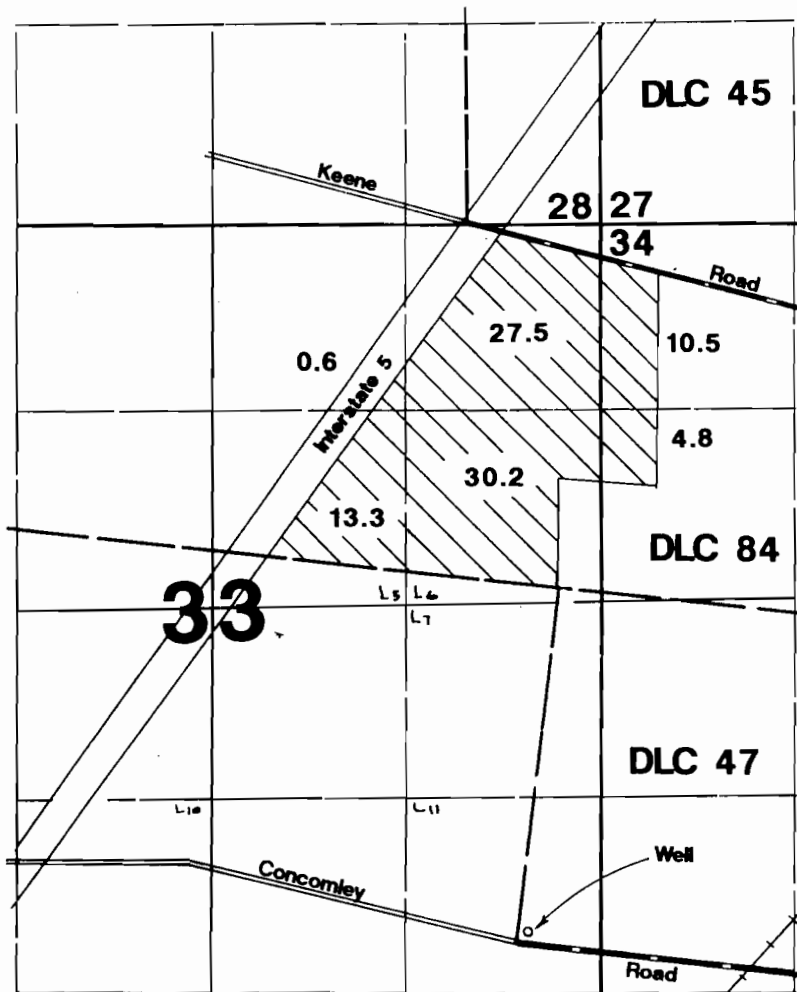 DLC 45
Keene
28 27
34
Road
27.5
10.5
0.6
Interstate 5
4.8
30.2
13.3
DLC 84
L5 L6
33
L7
DLC 47
L10
L11
Well
Concomley
Road